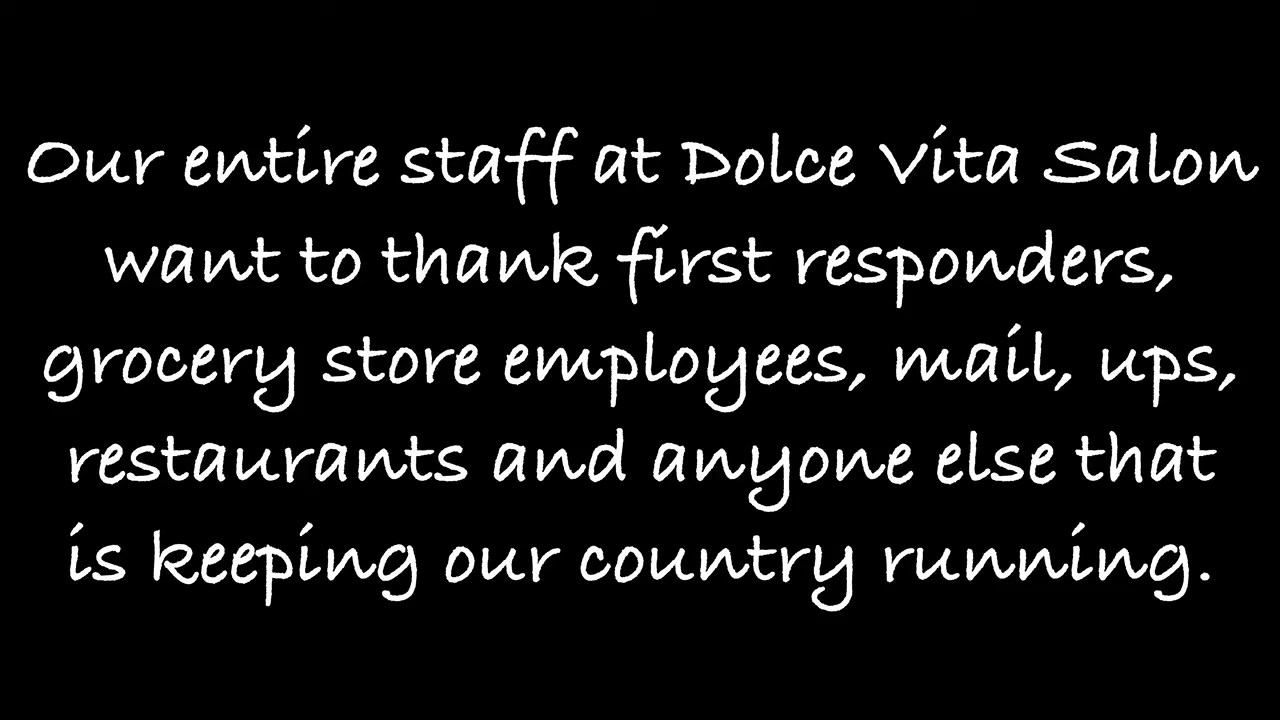 Our entire staff at Dolce Vita Salon
want to thank first responders,
grocery store employees, mail, ups,
restaurants and anyone else that
is keeping our country running.